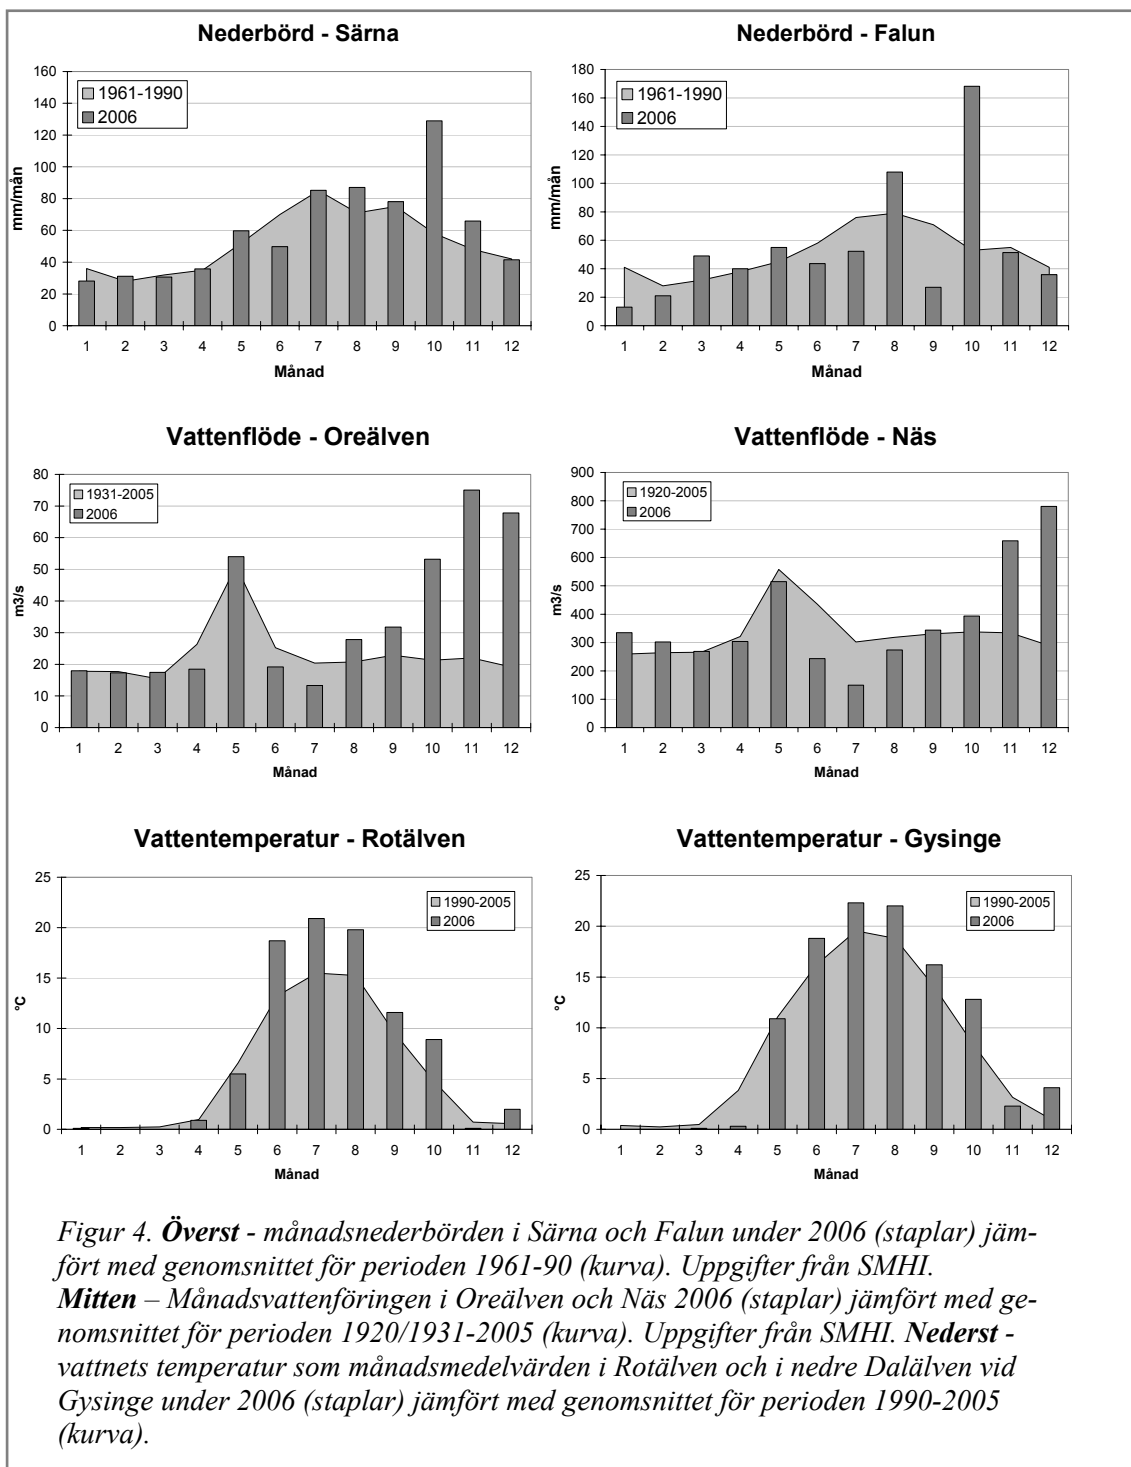 Nederbörd - Särna
160
140
120
100
80
60
40
20
0
mm/mån
1961-1990
2006
1 2 3 4 5 6 7 8 9 10 11 12
Månad
Nederbörd - Falun
180
160
140
120
100
80
60
40
20
0
mm/mån
1961-1990
2006
1 2 3 4 5 6 7 8 9 10 11 12
Månad
Vattenflöde - Oreälven
80
70
60
50
40
30
20
10
0
m3/s
1931-2005
2006
1 2 3 4 5 6 7 8 9 10 11 12
Månad
Vattenflöde - Näs
900
800
700
600
500
400
300
200
100
0
m3/s
1920-2005
2006
1 2 3 4 5 6 7 8 9 10 11 12
Månad
Vattentemperatur - Rotälven
25
20
15
10
5
0
°C
1990-2005
2006
1 2 3 4 5 6 7 8 9 10 11 12
Månad
Vattentemperatur - Gysinge
25
20
15
10
5
0
°C
1990-2005
2006
1 2 3 4 5 6 7 8 9 10 11 12
Månad
Figur 4. Överst - månadsnederbörden i Särna och Falun under 2006 (staplar) jäm-
fört med genomsnittet för perioden 1961-90 (kurva). Uppgifter från SMHI.
Mitten – Månadsvattenföringen i Oreälven och Näs 2006 (staplar) jämfört med ge-
nomsnittet för perioden 1920/1931-2005 (kurva). Uppgifter från SMHI. Nederst -
vattnets temperatur som månadsmedelvärden i Rotälven och i nedre Dalälven vid
Gysinge under 2006 (staplar) jämfört med genomsnittet för perioden 1990-2005
(kurva).